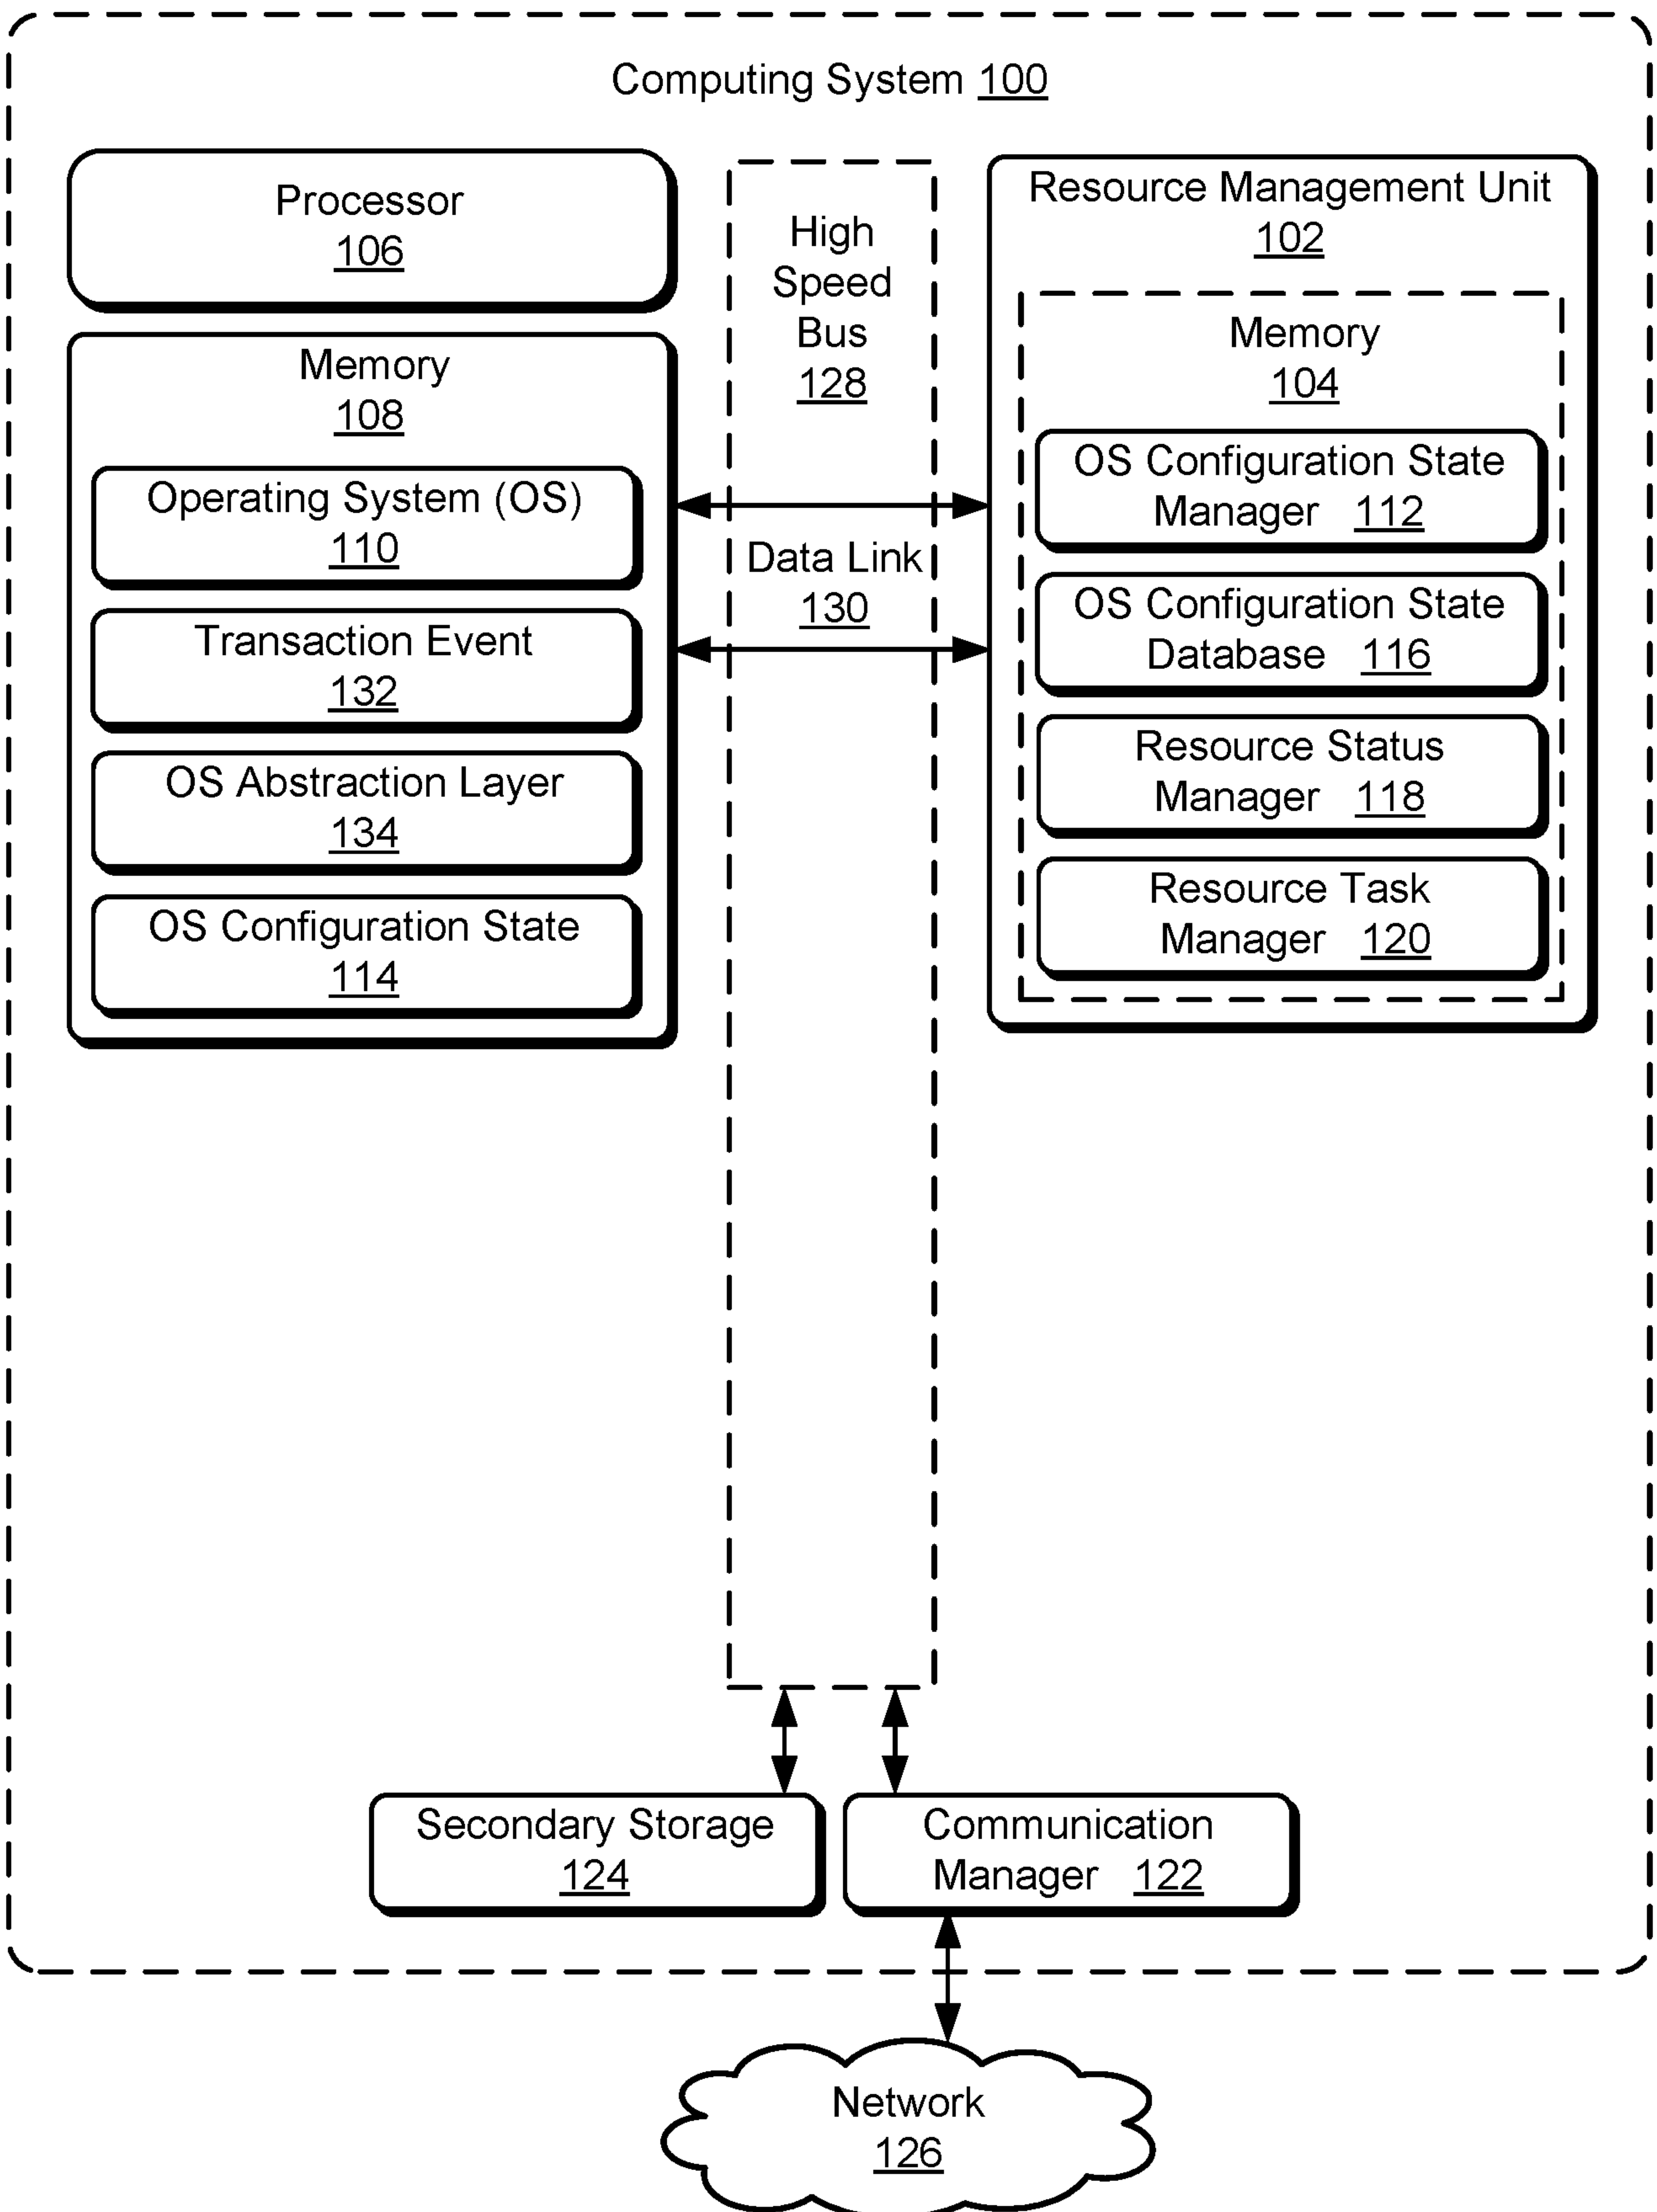 Computing System 100
Processor
106
Memory
108
Operating System (OS)
110
Transaction Event
132
OS Abstraction Layer
134
OS Configuration State
114
High
Speed
Bus
128
Data Link
130
Resource Management Unit
102
Memory
104
OS Configuration State
Manager 112
OS Configuration State
Database 116
Resource Status
Manager 118
Resource Task
Manager 120
Secondary Storage
124
Communication
Manager 122
Network
126